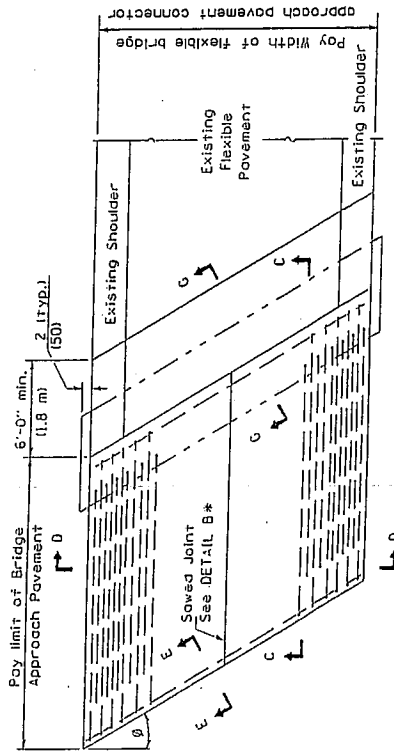 Pay limit of Bridge
Approach Pavement
6'-0" min.
(1.8 m)
2 (typ.)
(50)
Existing Shoulder
Existing
Flexible
Pavement
Existing Shoulder
Pay Width of flexible bridge
approach pavement connector
Sawed Joint
See DETAIL B*
D
D
E
E
C
C
G
G
Ø